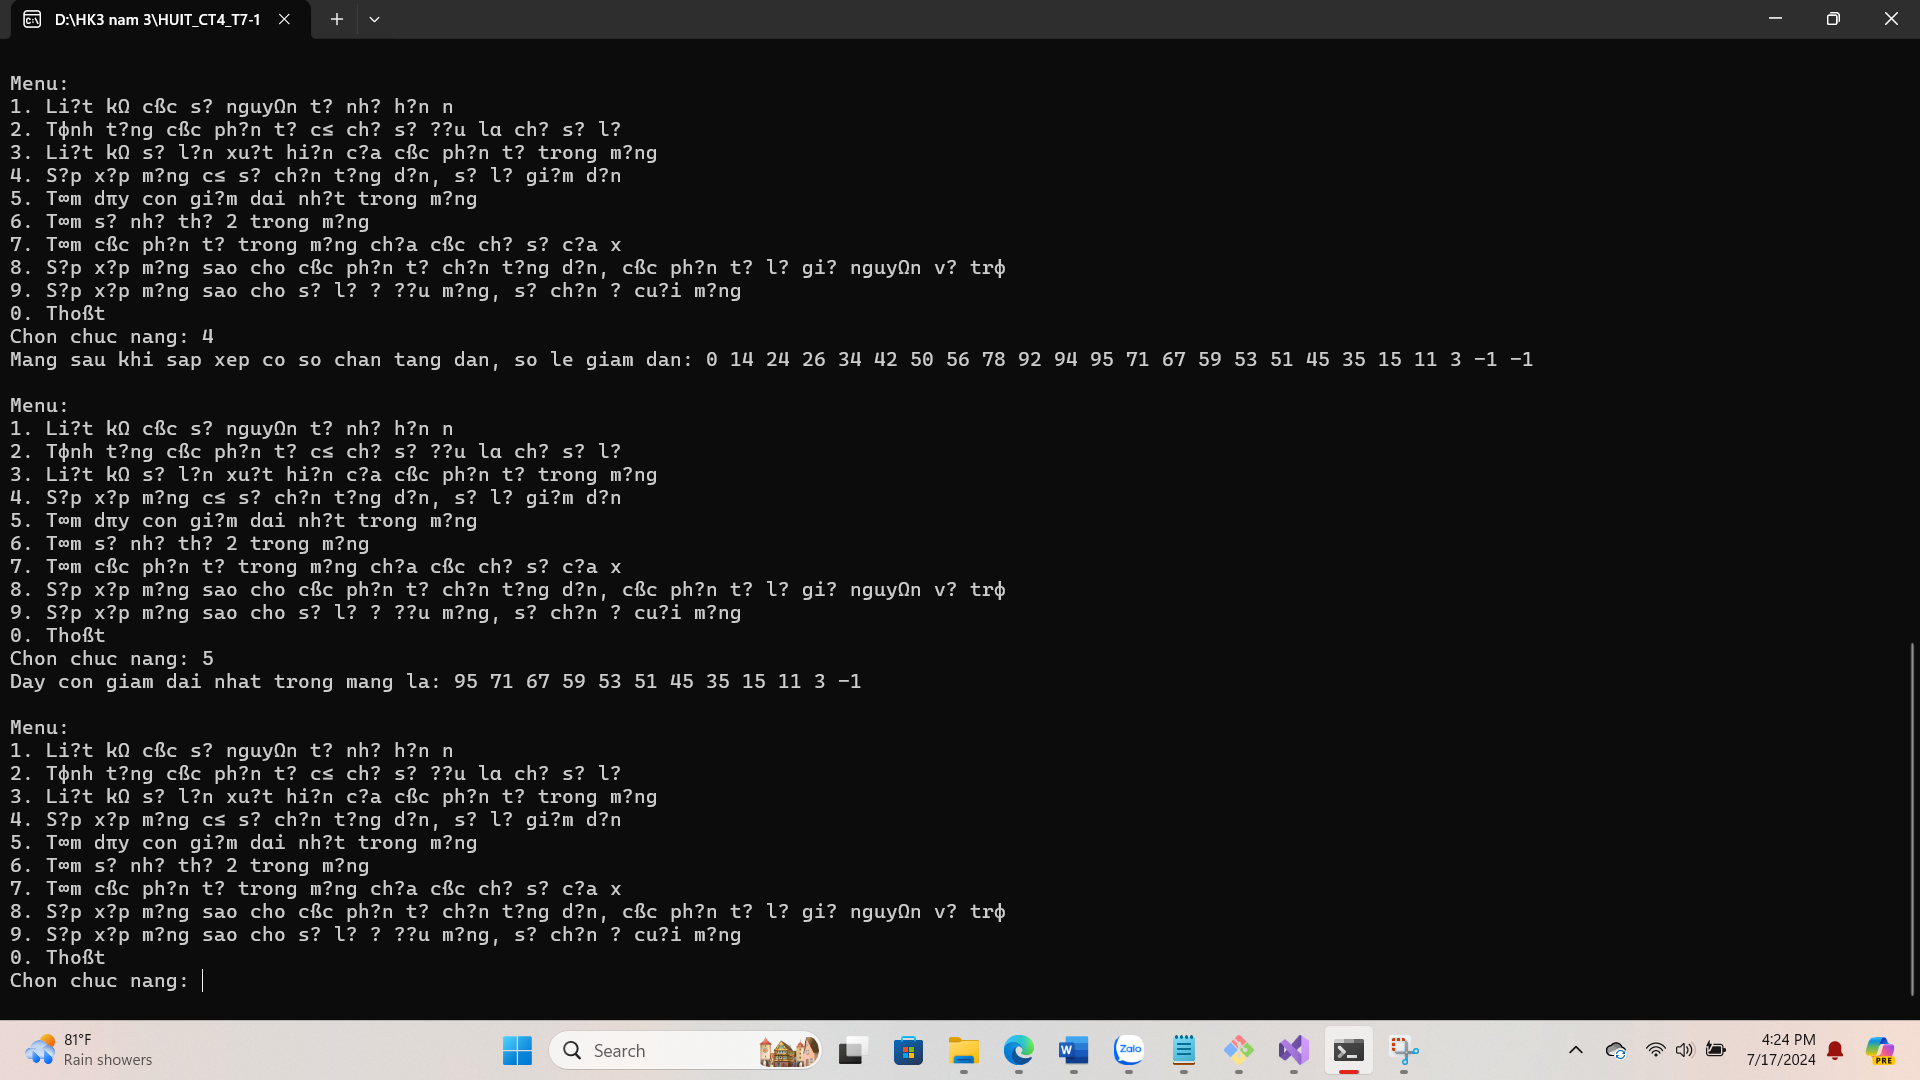 D:\HK3 nam 3\HUIT_CT4_T7-1
Menu:
1. Li?t kΩ cßc s? nguyΩn t? nh? h?n n
2. Tφnh t?ng cßc ph?n t? c≤ ch? s? ??u lα ch? s? l?
3. Li?t kΩ s? l?n xu?t hi?n c?a cßc ph?n t? trong m?ng
4. S?p x?p m?ng c≤ s? ch?n t?ng d?n, s? l? gi?m d?n
5. T∞m dπy con gi?m dαi nh?t trong m?ng
6. T∞m s? nh? th? 2 trong m?ng
7. T∞m cßc ph?n t? trong m?ng ch?a cßc ch? s? c?a x
8. S?p x?p m?ng sao cho cßc ph?n t? ch?n t?ng d?n, cßc ph?n t? l? gi? nguyΩn v? trφ
9. S?p x?p m?ng sao cho s? l? ? ??u m?ng, s? ch?n ? cu?i m?ng
0. Thoßt
Chon chuc nang: 4
Mang sau khi sap xep co so chan tang dan, so le giam dan: 0 14 24 26 34 42 50 56 78 92 94 95 71 67 59 53 51 45 35 15 11 3 -1 -1
Menu:
1. Li?t kΩ cßc s? nguyΩn t? nh? h?n n
2. Tφnh t?ng cßc ph?n t? c≤ ch? s? ??u lα ch? s? l?
3. Li?t kΩ s? l?n xu?t hi?n c?a cßc ph?n t? trong m?ng
4. S?p x?p m?ng c≤ s? ch?n t?ng d?n, s? l? gi?m d?n
5. T∞m dπy con gi?m dαi nh?t trong m?ng
6. T∞m s? nh? th? 2 trong m?ng
7. T∞m cßc ph?n t? trong m?ng ch?a cßc ch? s? c?a x
8. S?p x?p m?ng sao cho cßc ph?n t? ch?n t?ng d?n, cßc ph?n t? l? gi? nguyΩn v? trφ
9. S?p x?p m?ng sao cho s? l? ? ??u m?ng, s? ch?n ? cu?i m?ng
0. Thoßt
Chon chuc nang: 5
Day con giam dai nhat trong mang la: 95 71 67 59 53 51 45 35 15 11 3 -1
Menu:
1. Li?t kΩ cßc s? nguyΩn t? nh? h?n n
2. Tφnh t?ng cßc ph?n t? c≤ ch? s? ??u lα ch? s? l?
3. Li?t kΩ s? l?n xu?t hi?n c?a cßc ph?n t? trong m?ng
4. S?p x?p m?ng c≤ s? ch?n t?ng d?n, s? l? gi?m d?n
5. T∞m dπy con gi?m dαi nh?t trong m?ng
6. T∞m s? nh? th? 2 trong m?ng
7. T∞m cßc ph?n t? trong m?ng ch?a cßc ch? s? c?a x
8. S?p x?p m?ng sao cho cßc ph?n t? ch?n t?ng d?n, cßc ph?n t? l? gi? nguyΩn v? trφ
9. S?p x?p m?ng sao cho s? l? ? ??u m?ng, s? ch?n ? cu?i m?ng
0. Thoßt
Chon chuc nang:
81°F
Rain showers
Search
Zalo
4:24 PM
7/17/2024
PRE